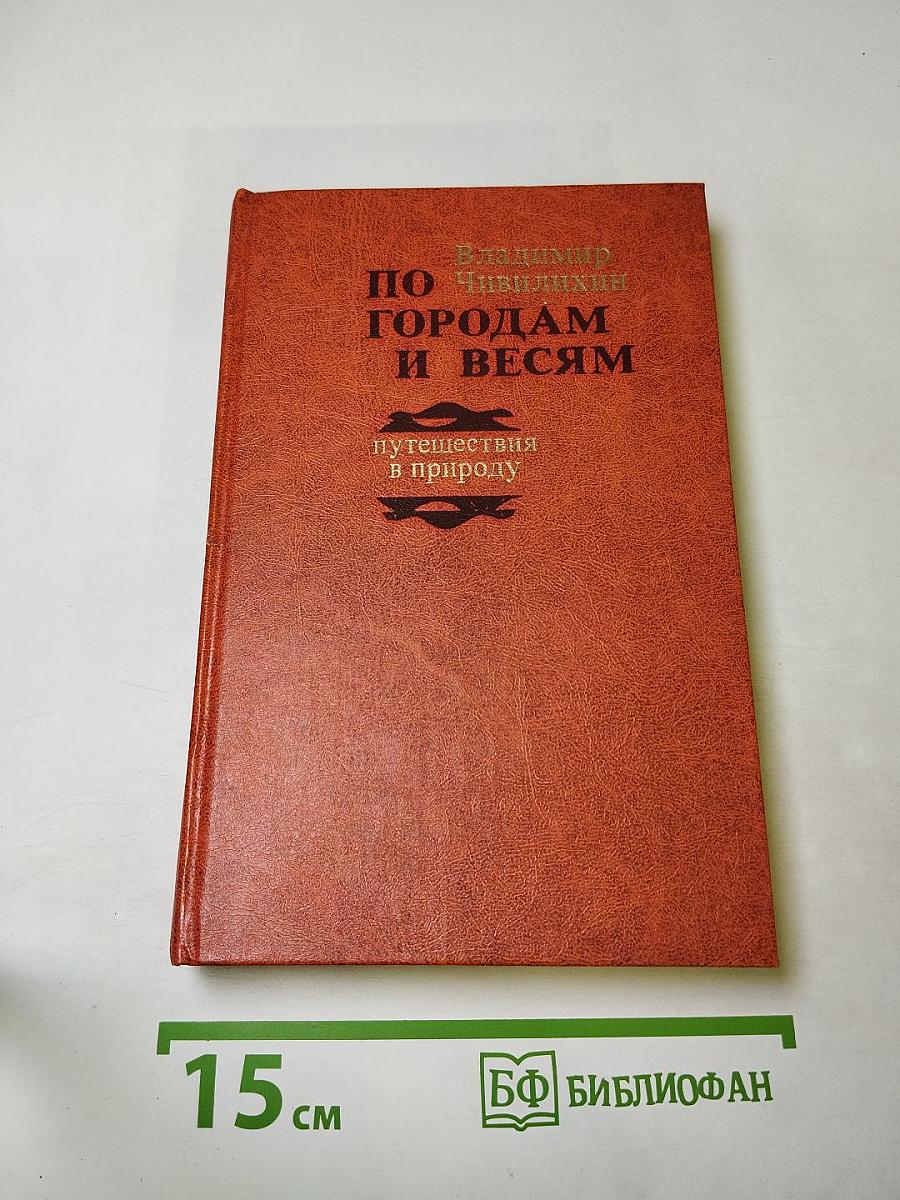 Владимир
Чивилихин
ПО
ГОРОДАМ
И ВЕСЯМ
путешествия
в природу
15 см
БФ БИБЛИОФАН